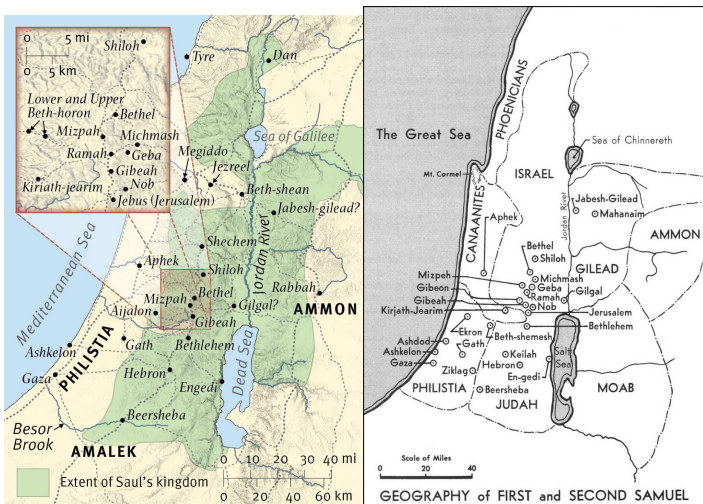 0 5 mi
0 5 km
Shiloh
Lower and Upper
Beth-horon
Bethel
Mizpah
Michmash
Ramah
Geba
Gibeah
Kiriath-jearim
Nob
Jebus (Jerusalem)
Tyre
Dan
Sea of Galilee
Megiddo
Jezreel
Beth-shean
Jabesh-gilead?
Mediterranean Sea
Jordan River
Shechem
Aphek
Shiloh
Rabbah
Mizpah
Bethel
Gilgal?
AMMON
Aijalon
Gibeah
PHILISTIA
Ashkelon
Gath
Bethlehem
Dead Sea
Gaza
Hebron
Engedi
Besor
Brook
Beersheba
AMALEK
Extent of Saul's kingdom
0 10 20 30 40 mi
0 20 40 60 km
The Great Sea
PHOENICIANS
Sea of Chinnereth
Mt. Carmel
ISRAEL
CANAANITES
Jordan River
Jabesh-Gilead
Mahanaim
Aphek
AMMON
Bethel
Shiloh
GILEAD
Mizpeh
Michmash
Gibeon
Geba
Gilgal
Gibeah
Ramah
Kirjath-Jearim
Nob
Jerusalem
Bethlehem
Ekron
Beth-shemesh
Ashdod
Gath
Ashkelon
Keilah
Salt
Sea
Gaza
Hebron
Ziklag
En-gedi
PHILISTIA
Beersheba
MOAB
JUDAH
Scale of Miles
0 20 40
GEOGRAPHY of FIRST and SECOND SAMUEL